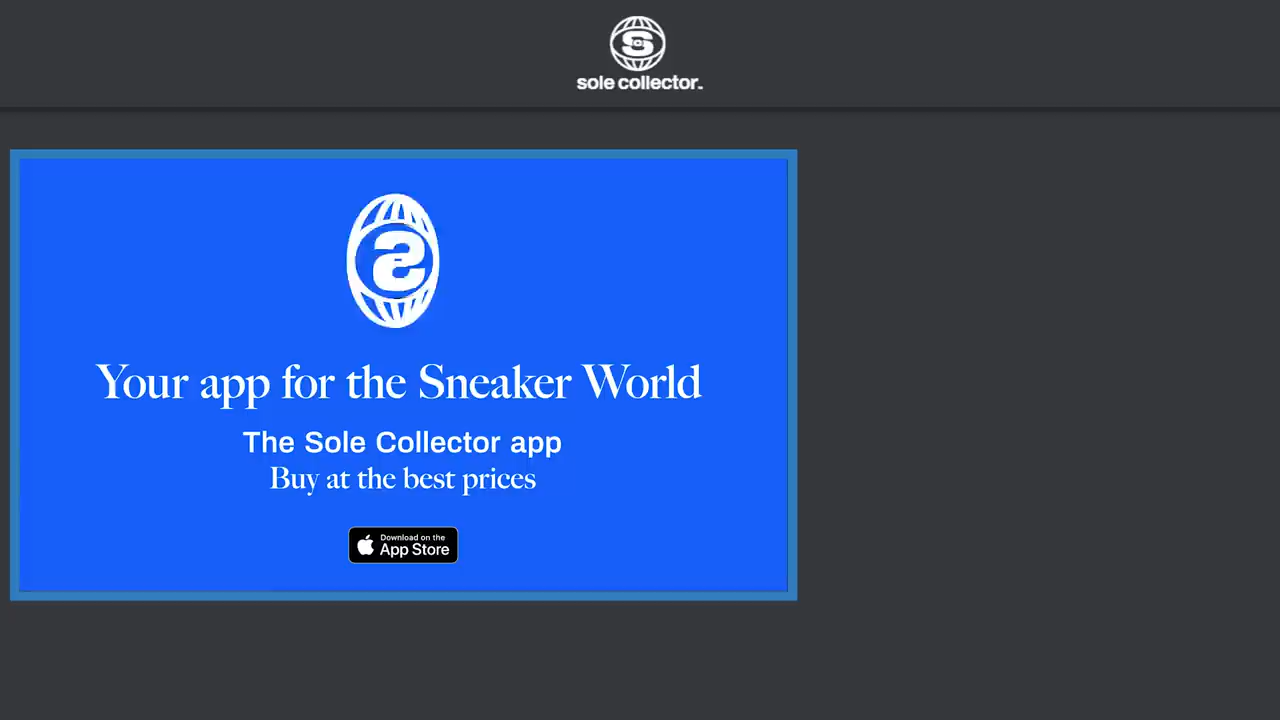 sole collector.
Your app for the Sneaker World
The Sole Collector app
Buy at the best prices
Download on the
App Store